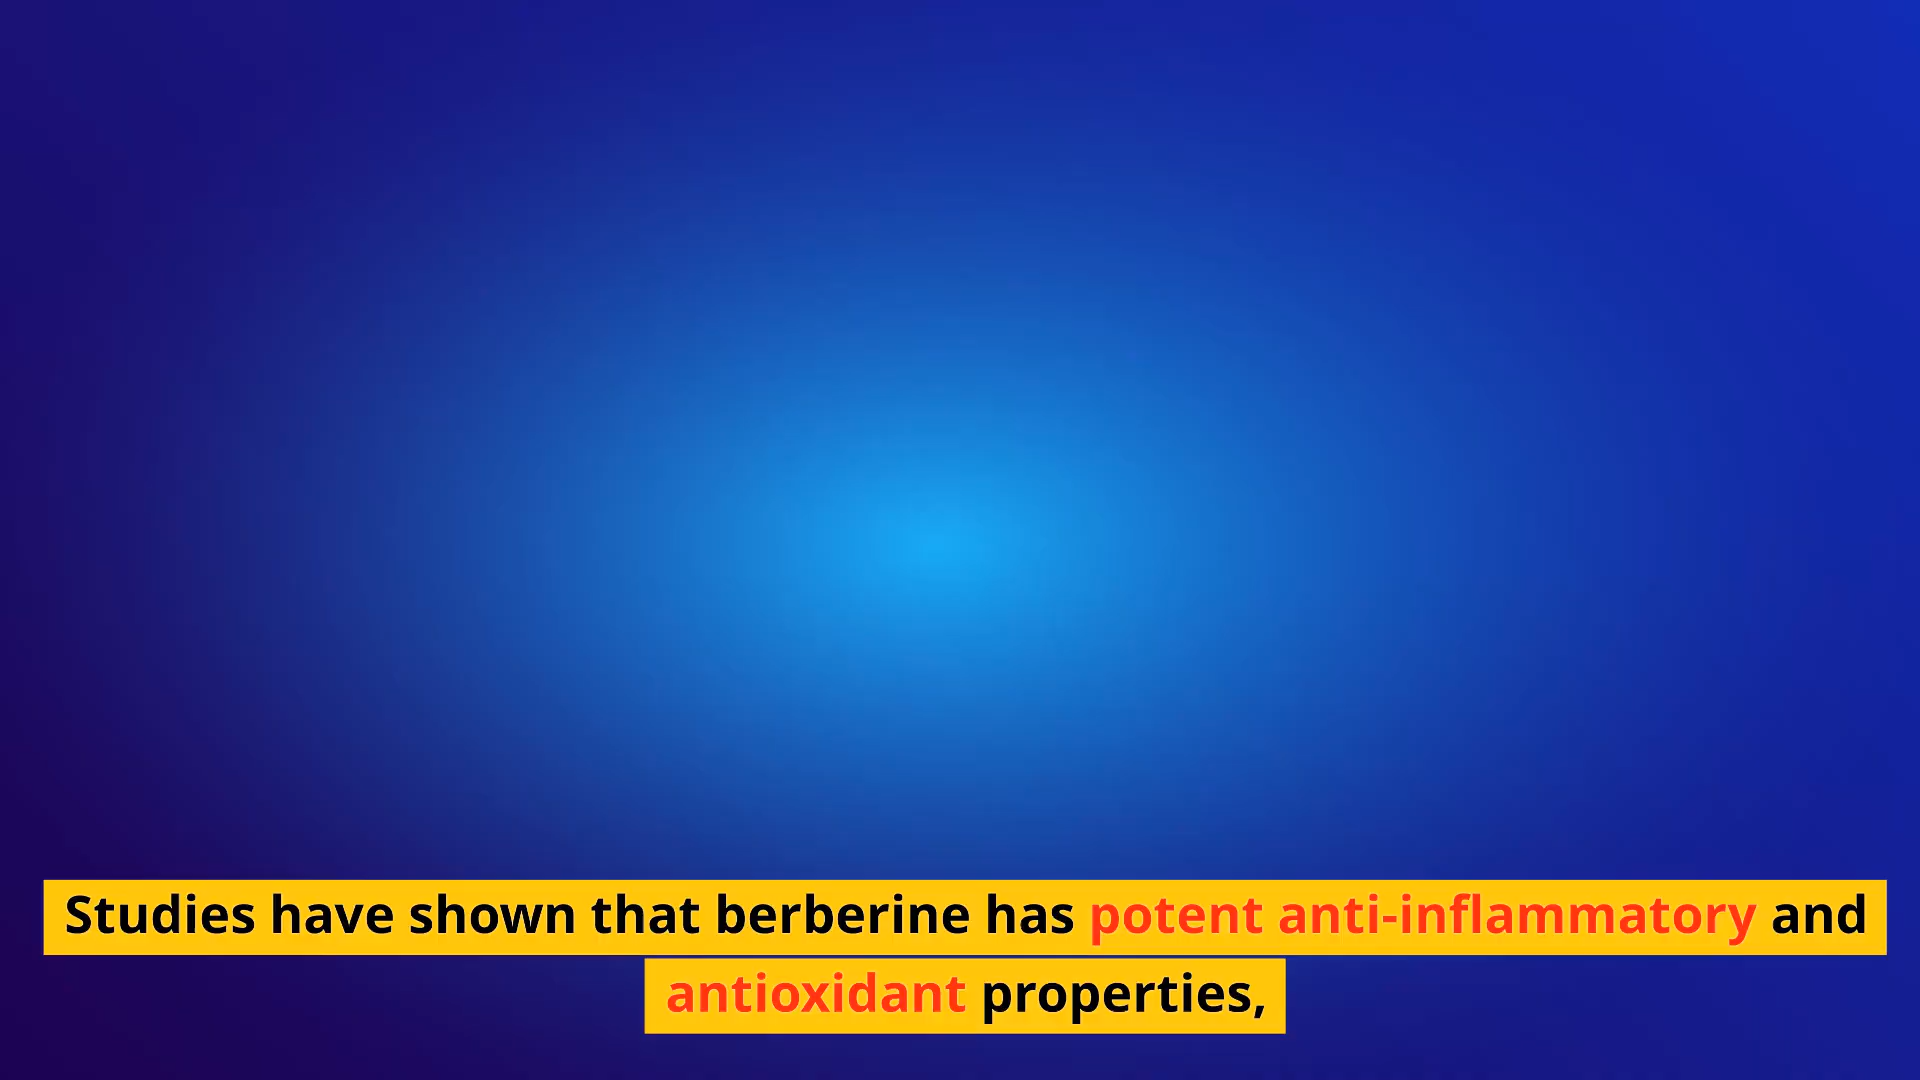 Studies have shown that berberine has potent anti-inflammatory and
antioxidant properties,